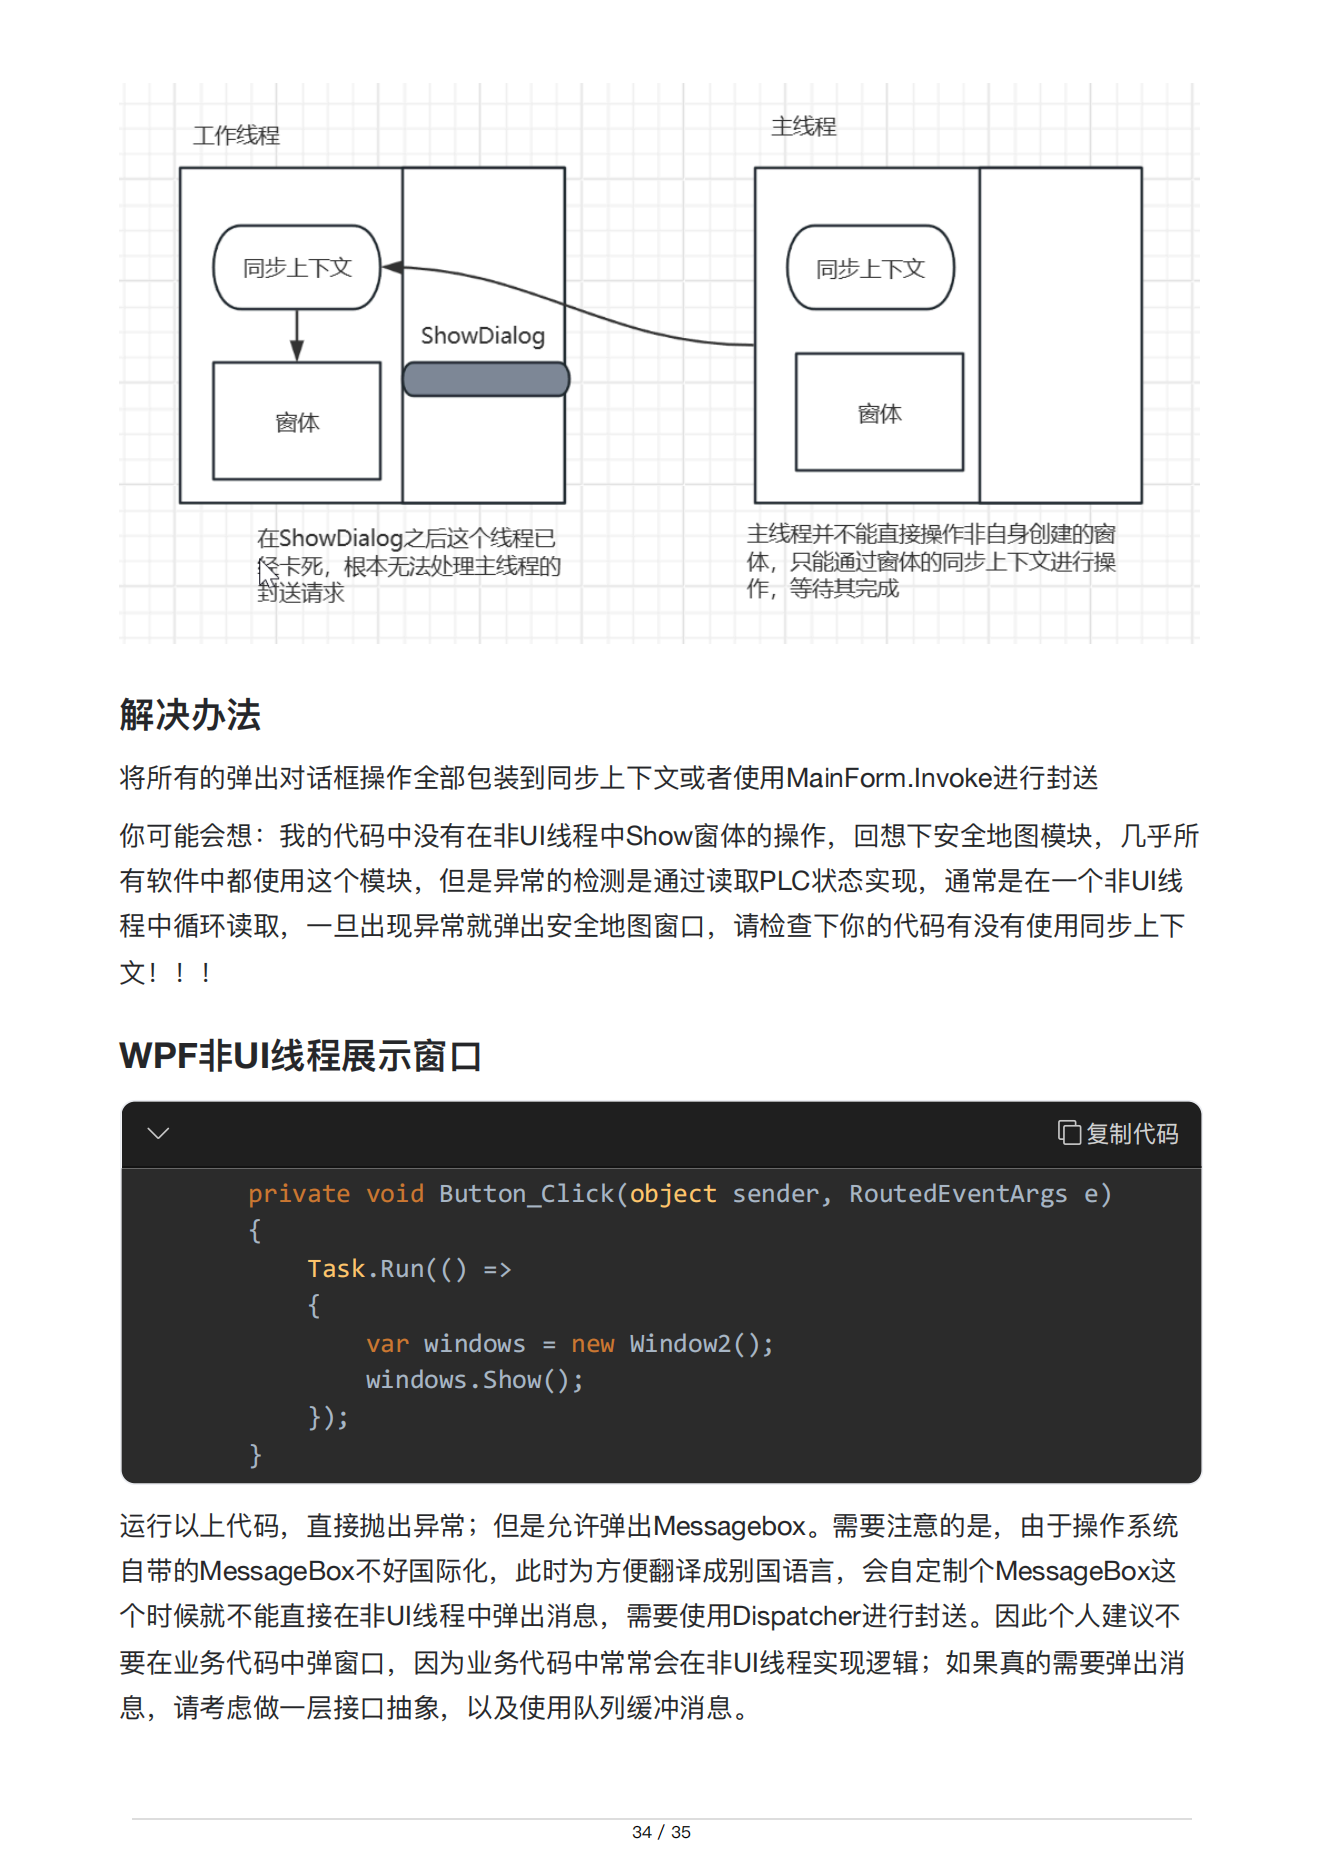 工作线程
主线程
同步上下文
同步上下文
ShowDialog
窗体
窗体
在ShowDialog之后这个线程已
经卡死，根本无法处理主线程的
封送请求
主线程并不能直接操作非自身创建的窗
体，只能通过窗体的同步上下文进行操
作，等待其完成
解决办法
将所有的弹出对话框操作全部包装到同步上下文或者使用MainForm.Invoke进行封送
你可能会想：我的代码中没有在非UI线程中Show窗体的操作，回想下安全地图模块，几乎所
有软件中都使用这个模块，但是异常的检测是通过读取PLC状态实现，通常是在一个非UI线
程中循环读取，一旦出现异常就弹出安全地图窗口，请检查下你的代码有没有使用同步上下
文！！！
WPF非UI线程展示窗口
复制代码
private void Button_Click(object sender, RoutedEventArgs e)
{
Task.Run(() =>
{
var windows = new Window2();
windows.Show();
});
}
运行以上代码，直接抛出异常；但是允许弹出Messagebox。需要注意的是，由于操作系统
自带的MessageBox不好国际化，此时为方便翻译成别国语言，会自定制个MessageBox这
个时候就不能直接在非UI线程中弹出消息，需要使用Dispatcher进行封送。因此个人建议不
要在业务代码中弹窗口，因为业务代码中常常会在非UI线程实现逻辑；如果真的需要弹出消
息，请考虑做一层接口抽象，以及使用队列缓冲消息。
34 / 35